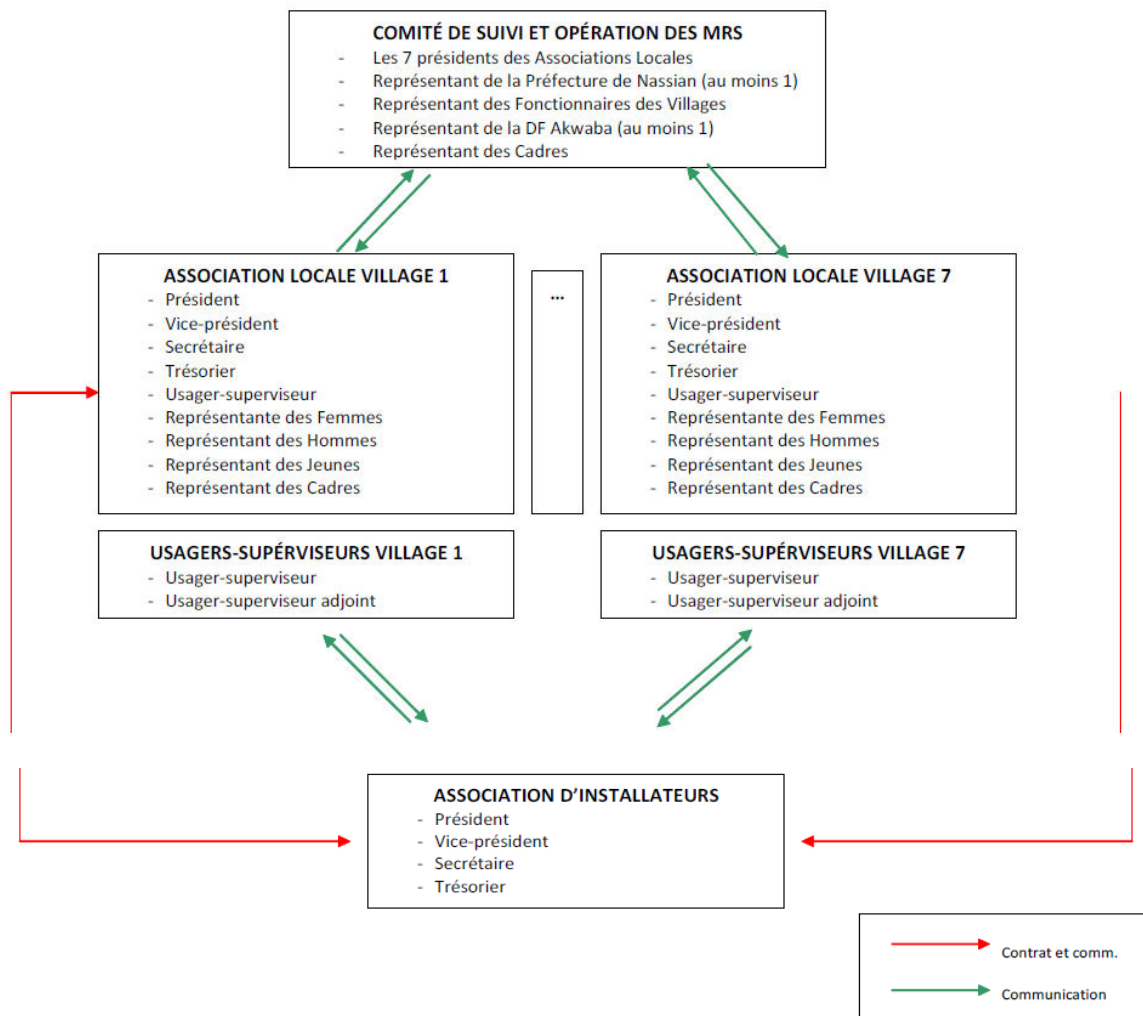 COMITÉ DE SUIVI ET OPÉRATION DES MRS
- Les 7 présidents des Associations Locales
- Représentant de la Préfecture de Nassian (au moins 1)
- Représentant des Fonctionnaires des Villages
- Représentant de la DF Akwaba (au moins 1)
- Représentant des Cadres
ASSOCIATION LOCALE VILLAGE 1
- Président
- Vice-président
- Secrétaire
- Trésorier
- Usager-superviseur
- Représentante des Femmes
- Représentant des Hommes
- Représentant des Jeunes
- Représentant des Cadres
...
ASSOCIATION LOCALE VILLAGE 7
- Président
- Vice-président
- Secrétaire
- Trésorier
- Usager-superviseur
- Représentante des Femmes
- Représentant des Hommes
- Représentant des Jeunes
- Représentant des Cadres
USAGERS-SUPÉRVISEURS VILLAGE 1
- Usager-superviseur
- Usager-superviseur adjoint
USAGERS-SUPÉRVISEURS VILLAGE 7
- Usager-superviseur
- Usager-superviseur adjoint
ASSOCIATION D'INSTALLATEURS
- Président
- Vice-président
- Secrétaire
- Trésorier
Contrat et comm.
Communication